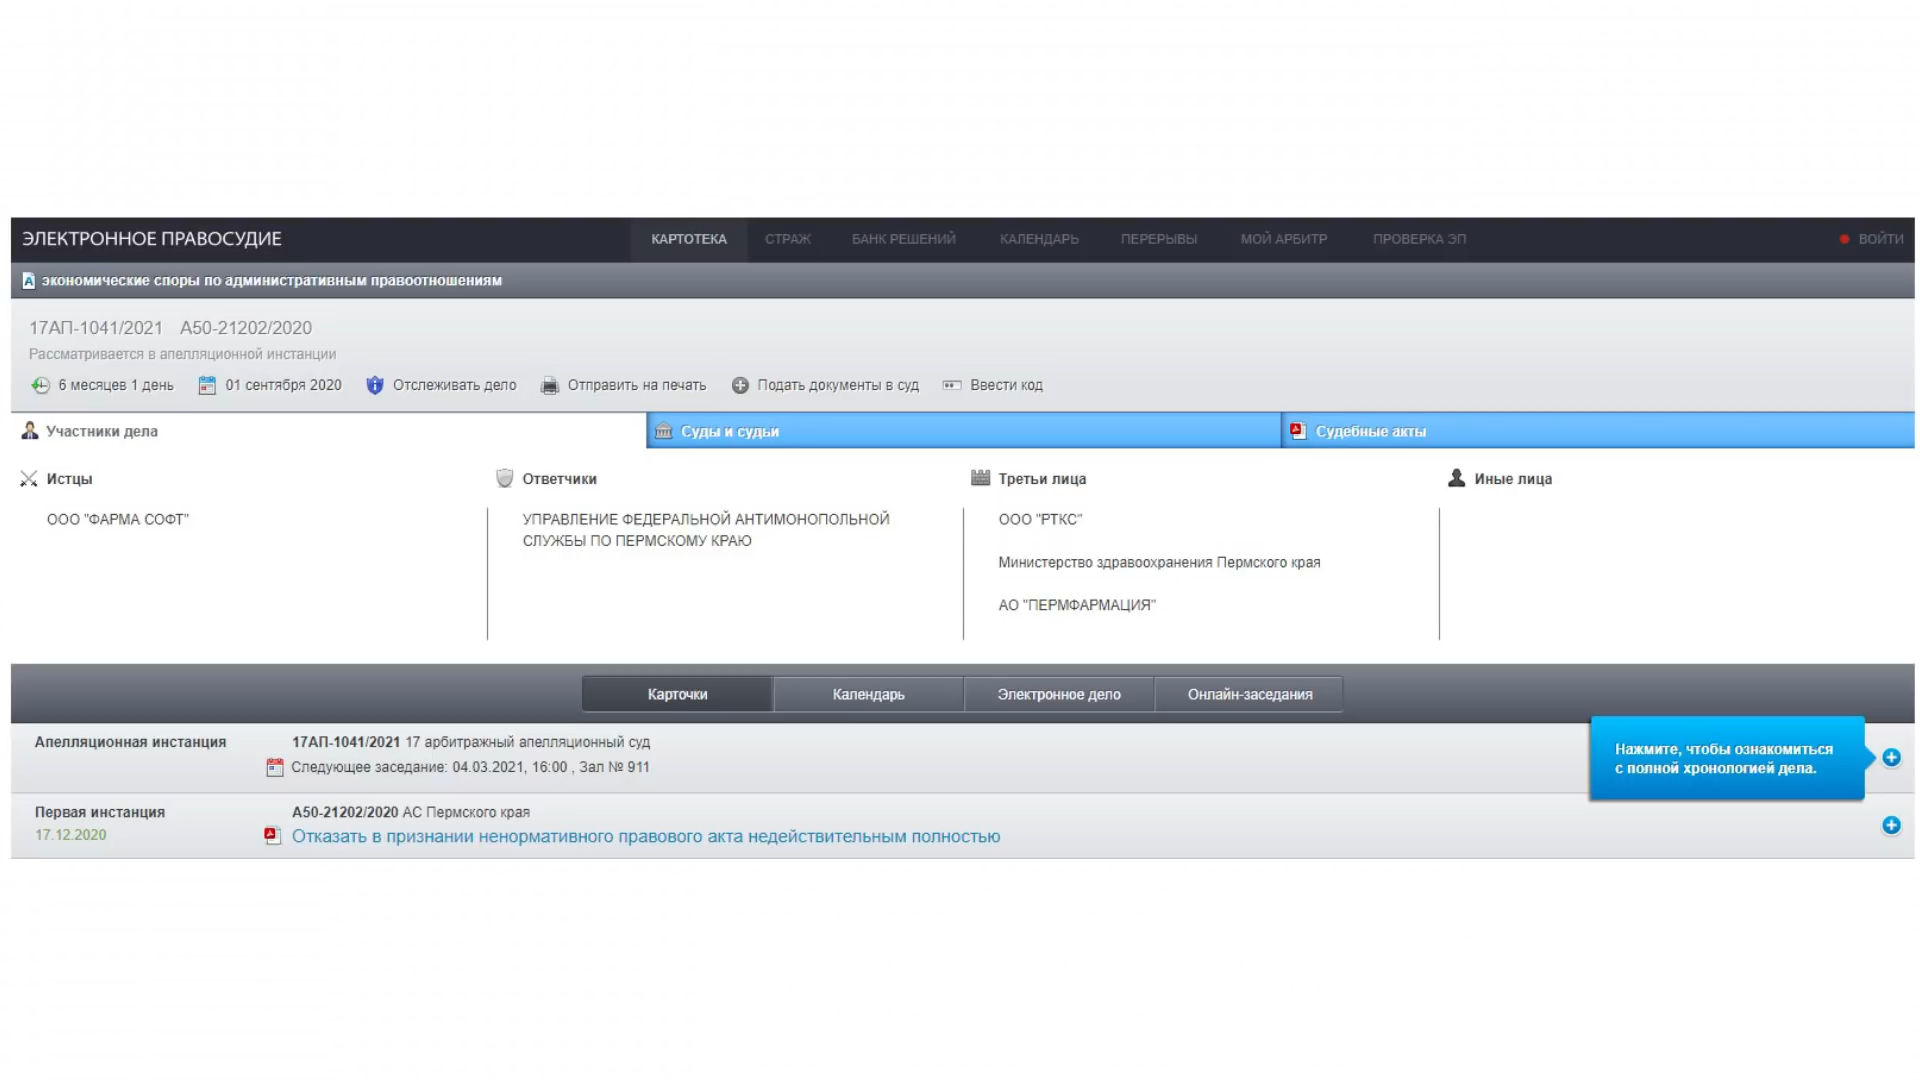 ЭЛЕКТРОННОЕ ПРАВОСУДИЕ
КАРТОТЕКА
СТРАЖ
БАНК РЕШЕНИЙ
КАЛЕНДАРЬ
ПЕРЕРЫВЫ
МОЙ АРБИТР
ПРОВЕРКА ЭП
ВОЙТИ
экономические споры по административным правоотношениям
17АП-1041/2021 А50-21202/2020
Рассматривается в апелляционной инстанции
6 месяцев 1 день
01 сентября 2020
Отслеживать дело
Отправить на печать
Подать документы в суд
Ввести код
Участники дела
Суды и судьи
Судебные акты
Истцы
ООО "ФАРМА СОФТ"
Ответчики
УПРАВЛЕНИЕ ФЕДЕРАЛЬНОЙ АНТИМОНОПОЛЬНОЙ
СЛУЖБЫ ПО ПЕРМСКОМУ КРАЮ
Третьи лица
ООО "РТКС"
Министерство здравоохранения Пермского края
АО "ПЕРМФАРМАЦИЯ"
Иные лица
Карточки
Календарь
Электронное дело
Онлайн-заседания
Апелляционная инстанция
17АП-1041/2021 17 арбитражный апелляционный суд
Следующее заседание: 04.03.2021, 16:00 , Зал № 911
Нажмите, чтобы ознакомиться
с полной хронологией дела.
Первая инстанция
17.12.2020
А50-21202/2020 АС Пермского края
Отказать в признании ненормативного правового акта недействительным полностью